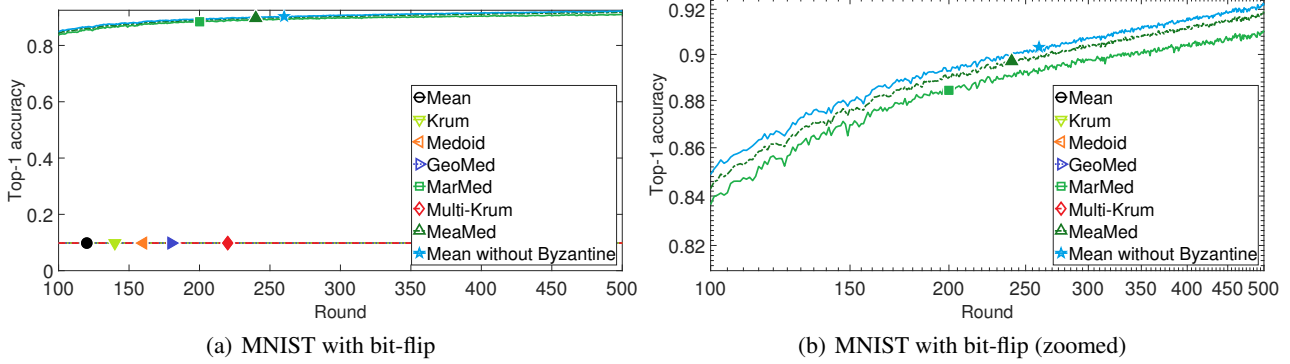 Top-1 accuracy
0.8
0.6
0.4
0.2
0
Mean
Krum
Medoid
GeoMed
MarMed
Multi-Krum
MeaMed
Mean without Byzantine
100 150 200 250 300 350 400 450 500
Round
(a) MNIST with bit-flip
Top-1 accuracy
0.92
0.9
0.88
0.86
0.84
0.82
Mean
Krum
Medoid
GeoMed
MarMed
Multi-Krum
MeaMed
Mean without Byzantine
100 150 200 250 300 350 400 450 500
Round
(b) MNIST with bit-flip (zoomed)